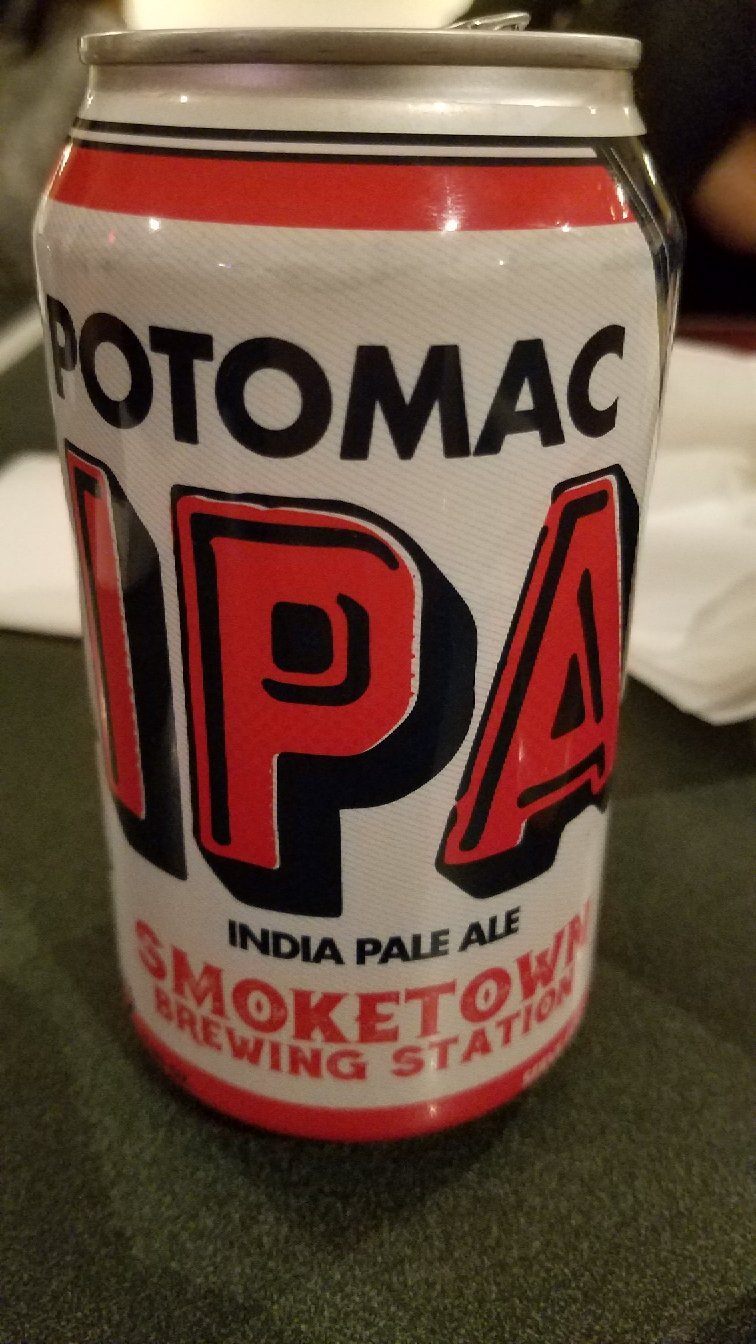 POTOMAC
IPA
INDIA PALE ALE
SMOKETOWN
BREWING STATION